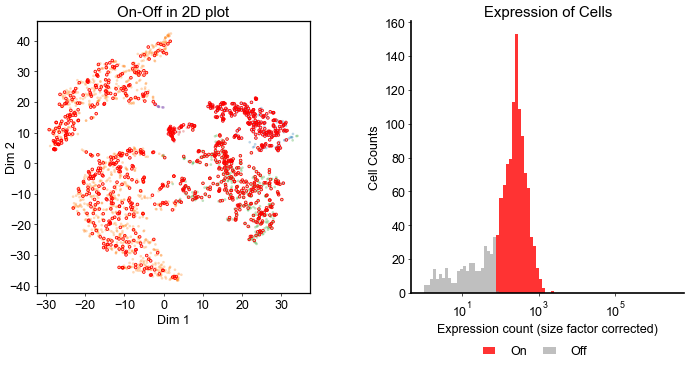 On-Off in 2D plot
40
30
20
10
0
−10
−20
−30
−40
Dim 2
−30 −20 −10 0 10 20 30
Dim 1
Expression of Cells
160
140
120
100
80
60
40
20
0
Cell Counts
10¹ 10³ 10⁵
Expression count (size factor corrected)
On Off